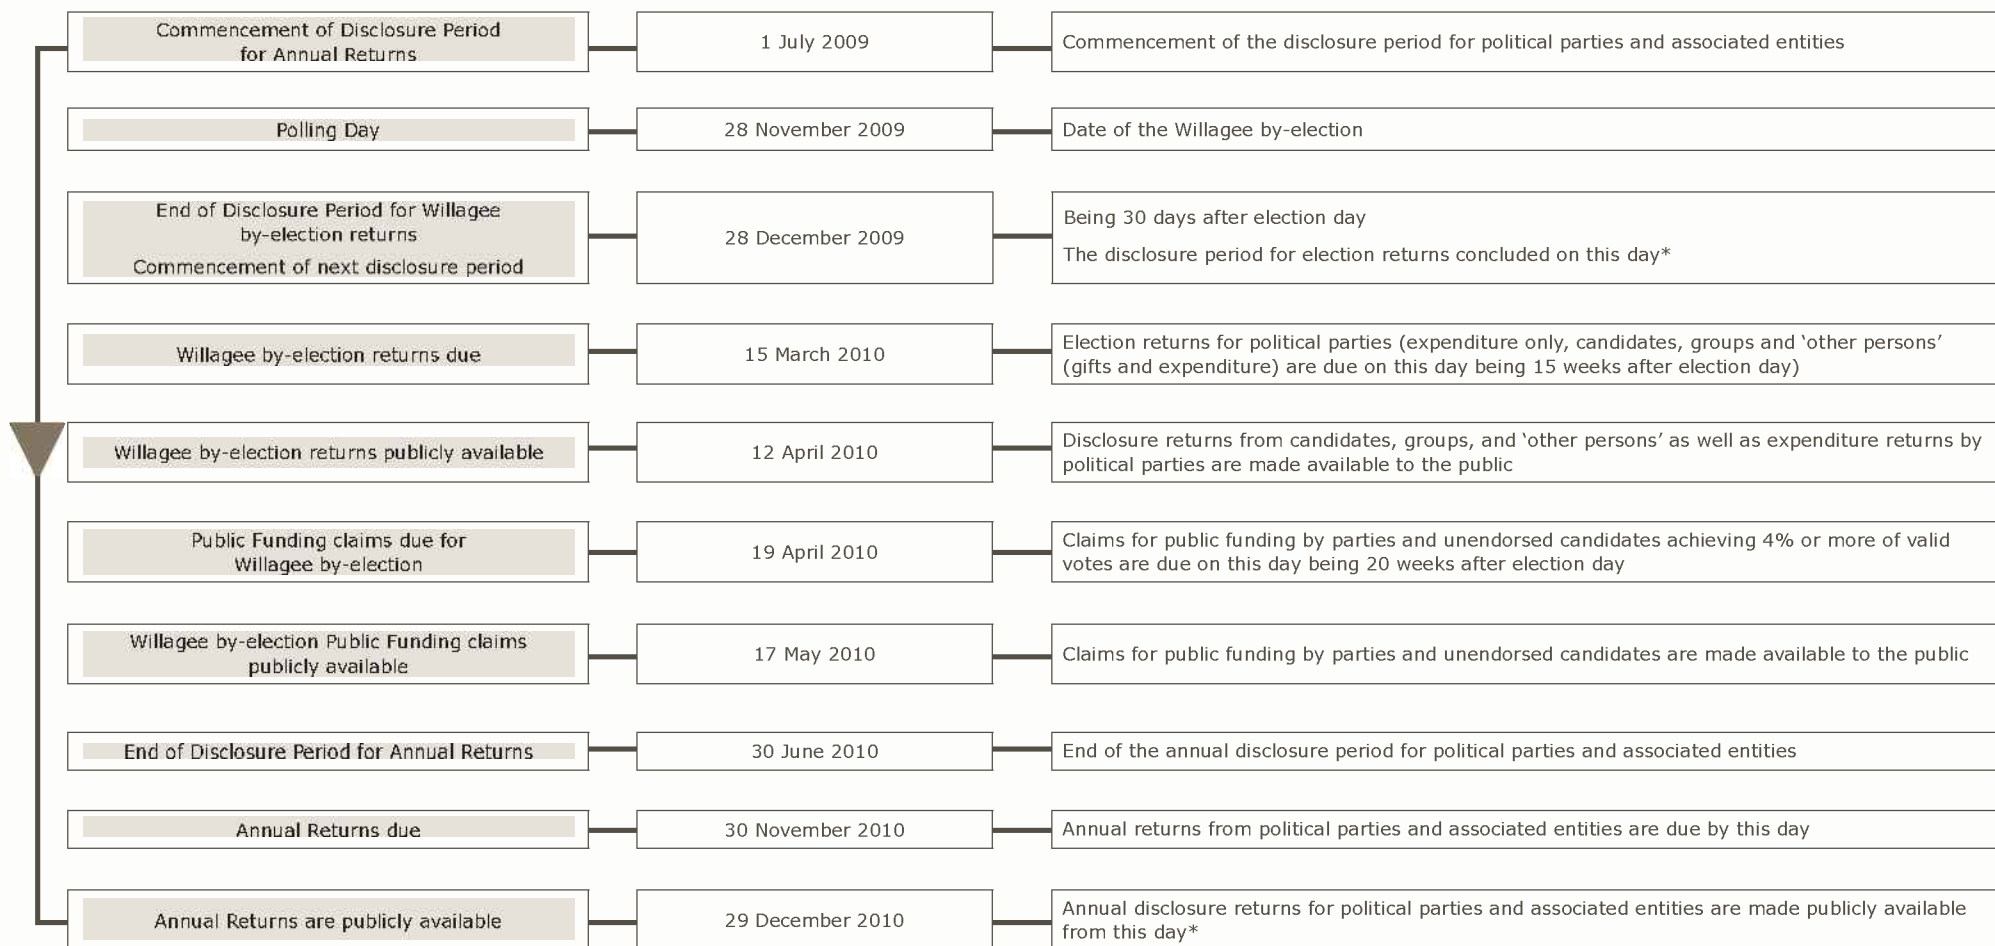 Commencement of Disclosure Period
for Annual Returns
1 July 2009
Commencement of the disclosure period for political parties and associated entities
Polling Day
28 November 2009
Date of the Willagee by-election
End of Disclosure Period for Willagee
by-election returns
Commencement of next disclosure period
28 December 2009
Being 30 days after election day
The disclosure period for election returns concluded on this day*
Willagee by-election returns due
15 March 2010
Election returns for political parties (expenditure only, candidates, groups and ‘other persons’
(gifts and expenditure) are due on this day being 15 weeks after election day)
Willagee by-election returns publicly available
12 April 2010
Disclosure returns from candidates, groups, and ‘other persons’ as well as expenditure returns by
political parties are made available to the public
Public Funding claims due for
Willagee by-election
19 April 2010
Claims for public funding by parties and unendorsed candidates achieving 4% or more of valid
votes are due on this day being 20 weeks after election day
Willagee by-election Public Funding claims
publicly available
17 May 2010
Claims for public funding by parties and unendorsed candidates are made available to the public
End of Disclosure Period for Annual Returns
30 June 2010
End of the annual disclosure period for political parties and associated entities
Annual Returns due
30 November 2010
Annual returns from political parties and associated entities are due by this day
Annual Returns are publicly available
29 December 2010
Annual disclosure returns for political parties and associated entities are made publicly available
from this day*